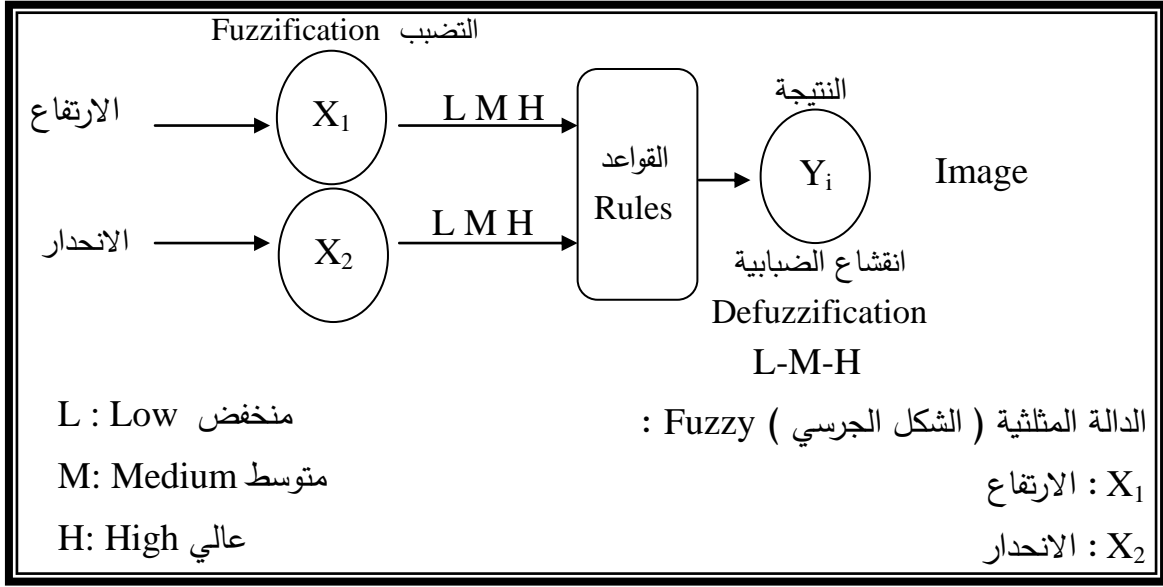 التضبب Fuzzification
الارتفاع
X₁
L M H
القواعد
Rules
النتيجة
Yᵢ
Image
الانحدار
X₂
L M H
انقشاع الضبابية
Defuzzification
L-M-H
الدالة المثلثية ( الشكل الجرسي ) Fuzzy :
X₁ : الارتفاع
X₂ : الانحدار
L : Low منخفض
M: Medium متوسط
H: High عالي